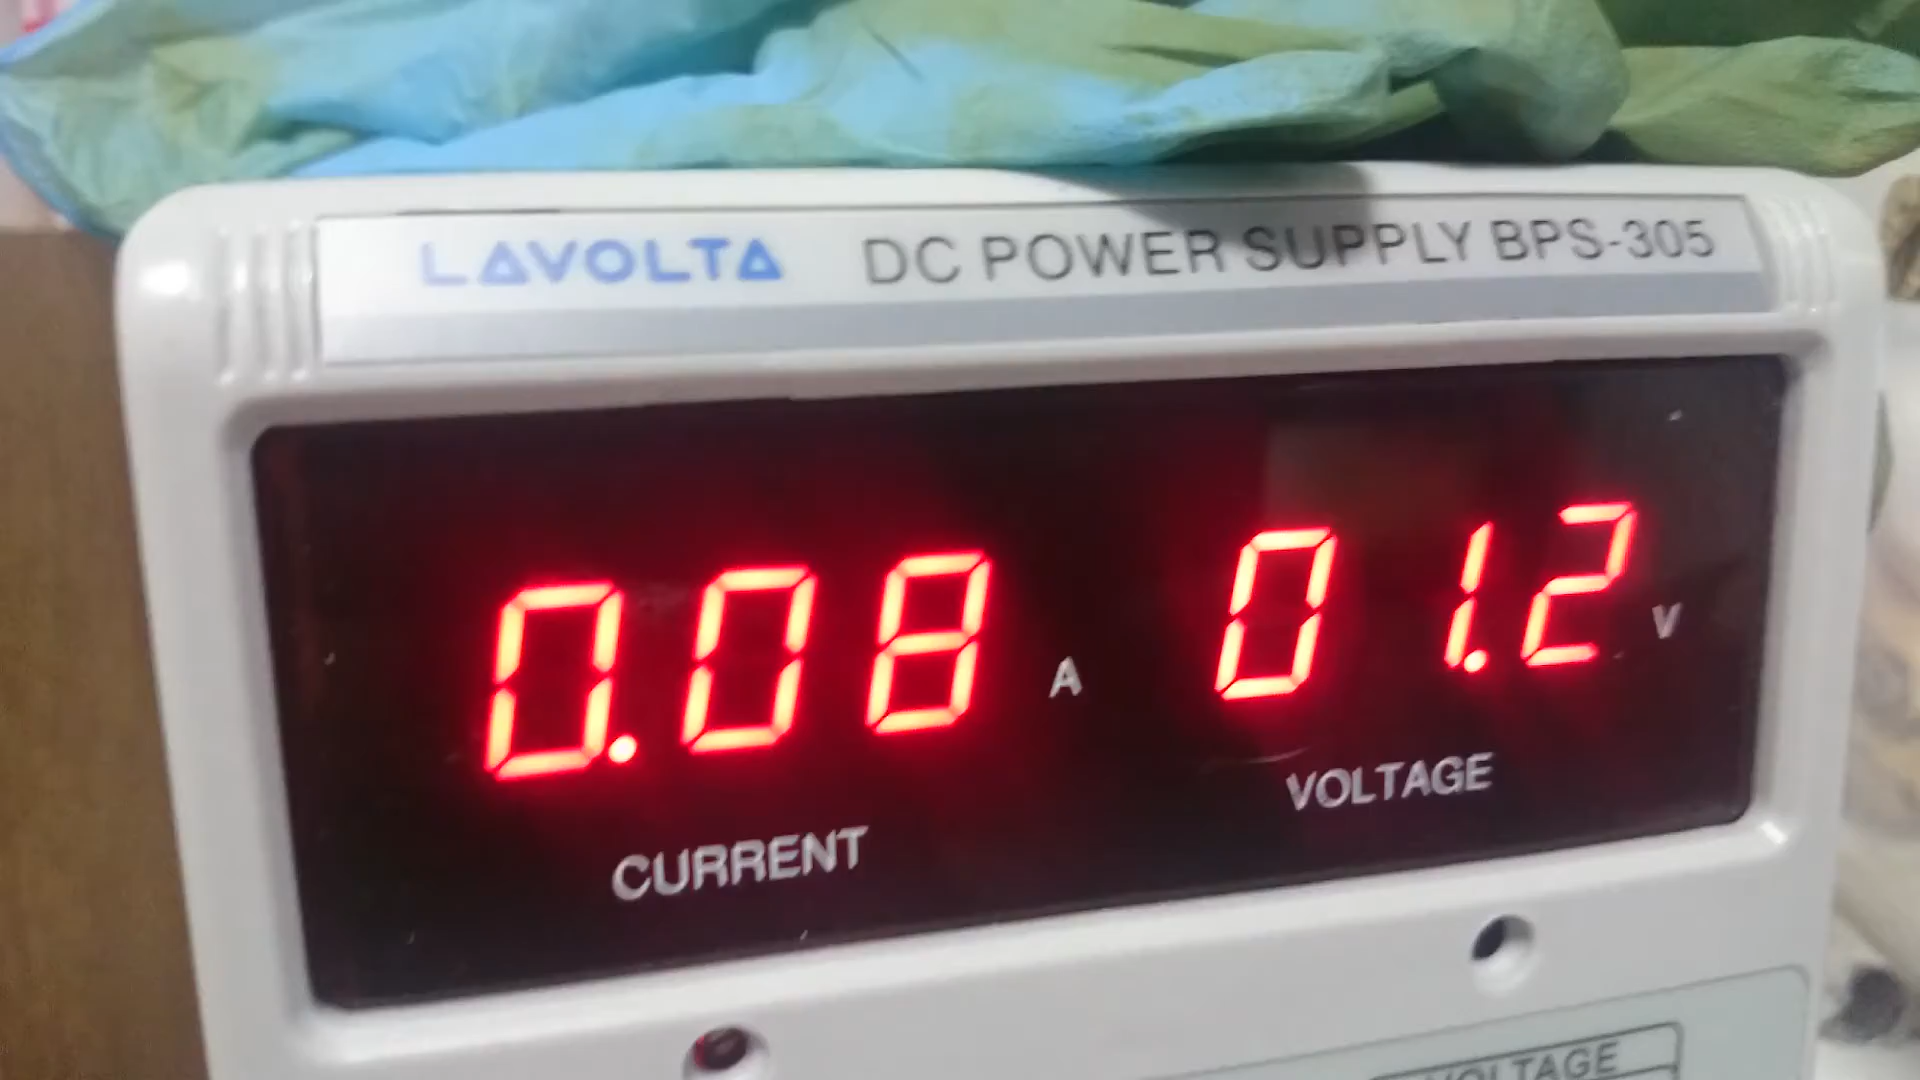 LAVOLTA DC POWER SUPPLY BPS-305
0.08 A 01.2 V
CURRENT VOLTAGE
VOLTAGE